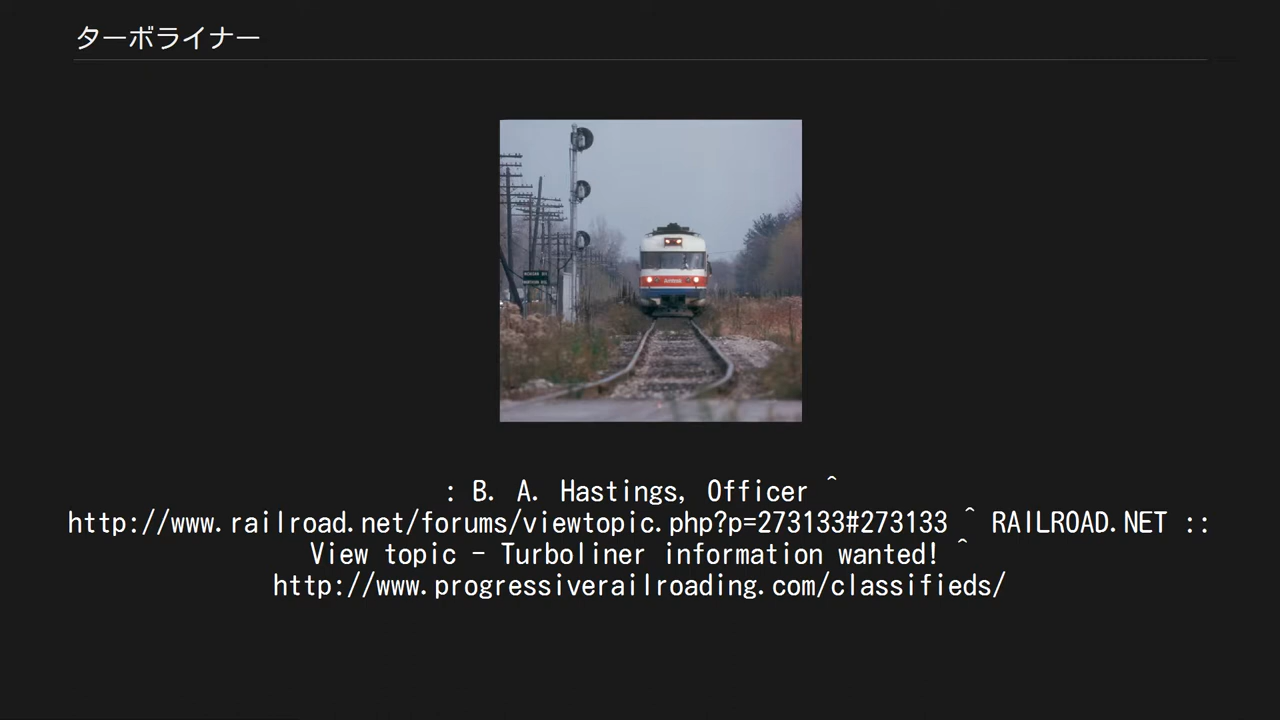 ターボライナー
: B. A. Hastings, Officer ^
http://www.railroad.net/forums/viewtopic.php?p=273133#273133 ^ RAILROAD.NET ::
View topic - Turboliner information wanted! ^
http://www.progressiverailroading.com/classifieds/